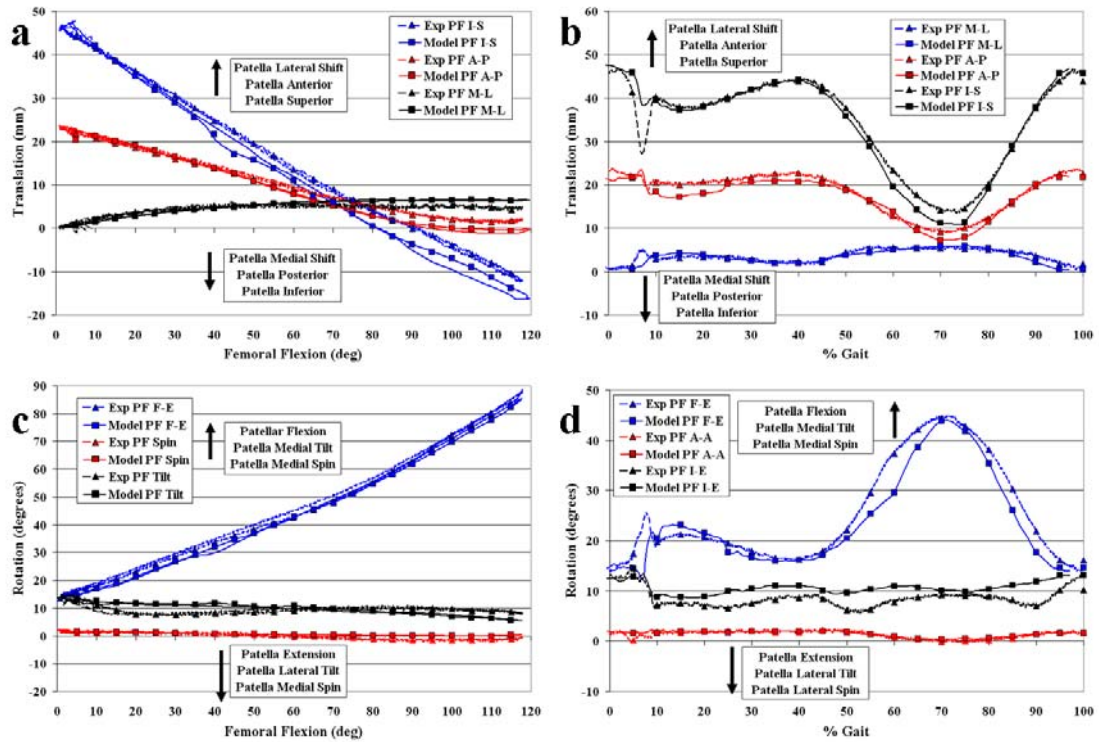 a
Translation (mm)
50
40
30
20
10
0
-10
-20
0
10
20
30
40
50
60
70
80
90
100
110
120
Femoral Flexion (deg)
Patella Lateral Shift
Patella Anterior
Patella Superior
Exp PF I-S
Model PF I-S
Exp PF A-P
Model PF A-P
Exp PF M-L
Model PF M-L
Patella Medial Shift
Patella Posterior
Patella Inferior
b
Translation (mm)
60
50
40
30
20
10
0
-10
0
10
20
30
40
50
60
70
80
90
100
% Gait
Patella Lateral Shift
Patella Anterior
Patella Superior
Exp PF M-L
Model PF M-L
Exp PF A-P
Model PF A-P
Exp PF I-S
Model PF I-S
Patella Medial Shift
Patella Posterior
Patella Inferior
c
Rotation (degrees)
90
80
70
60
50
40
30
20
10
0
-10
-20
0
10
20
30
40
50
60
70
80
90
100
110
120
Femoral Flexion (deg)
Exp PF F-E
Model PF F-E
Exp PF Spin
Model PF Spin
Exp PF Tilt
Model PF Tilt
Patellar Flexion
Patella Medial Tilt
Patella Medial Spin
Patella Extension
Patella Lateral Tilt
Patella Medial Spin
d
Rotation (degrees)
50
40
30
20
10
0
-10
0
10
20
30
40
50
60
70
80
90
100
% Gait
Exp PF F-E
Model PF F-E
Exp PF A-A
Model PF A-A
Exp PF I-E
Model PF I-E
Patella Flexion
Patella Medial Tilt
Patella Medial Spin
Patella Extension
Patella Lateral Tilt
Patella Lateral Spin